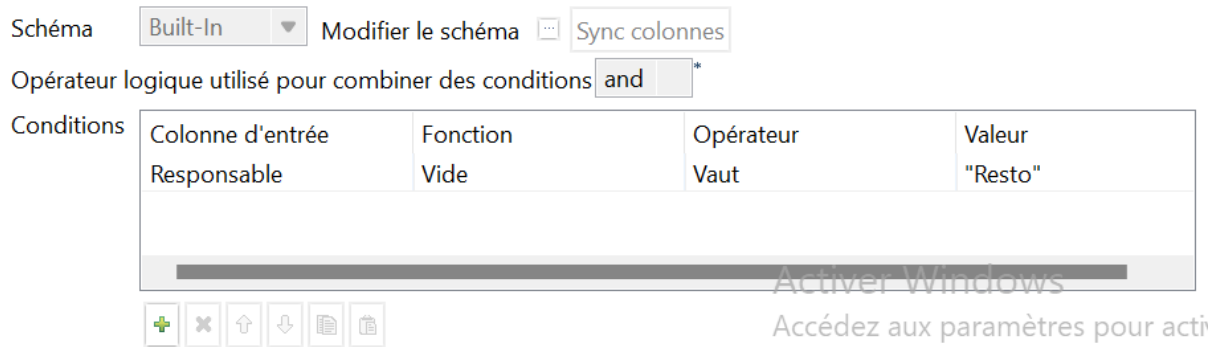 Schéma Built-In Modifier le schéma Sync colonnes
Opérateur logique utilisé pour combiner des conditions and *
Conditions Colonne d'entrée Fonction Opérateur Valeur
Responsable Vide Vaut "Resto"
Activer Windows
Accédez aux paramètres pour